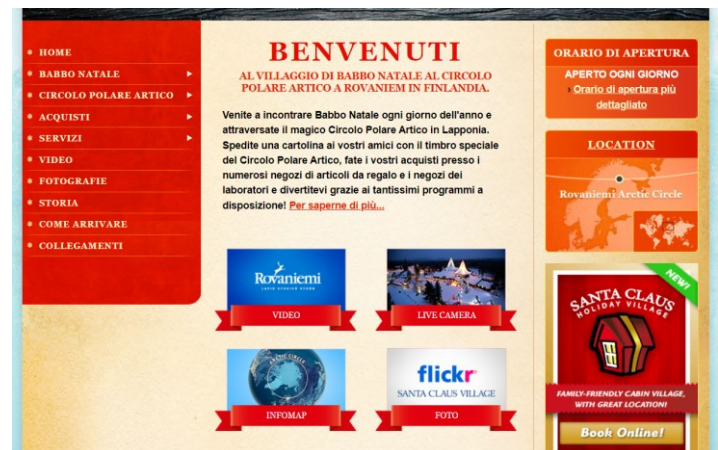 HOME
BABBO NATALE
CIRCOLO POLARE ARTICO
ACQUISTI
SERVIZI
VIDEO
FOTOGRAFIE
STORIA
COME ARRIVARE
COLLEGAMENTI
BENVENUTI
AL VILLAGGIO DI BABBO NATALE AL CIRCOLO
POLARE ARTICO A ROVANIEM IN FINLANDIA.
Venite a incontrare Babbo Natale ogni giorno dell'anno e
attraversate il magico Circolo Polare Artico in Lapponia.
Spedite una cartolina ai vostri amici con il timbro speciale
del Circolo Polare Artico, fate i vostri acquisti presso i
numerosi negozi di articoli da regalo e i negozi dei
laboratori e divertitevi grazie ai tantissimi programmi a
disposizione! Per saperne di più...
Rovaniemi
VIDEO
LIVE CAMERA
ARCTIC CIRCLE
INFOMAP
flickr
SANTA CLAUS VILLAGE
FOTO
ORARIO DI APERTURA
APERTO OGNI GIORNO
Orario di apertura più
dettagliato
LOCATION
Rovaniemi Arctic Circle
NEW!
SANTA CLAUS
HOLIDAY VILLAGE
FAMILY-FRIENDLY CABIN VILLAGE,
WITH GREAT LOCATION!
Book Online!